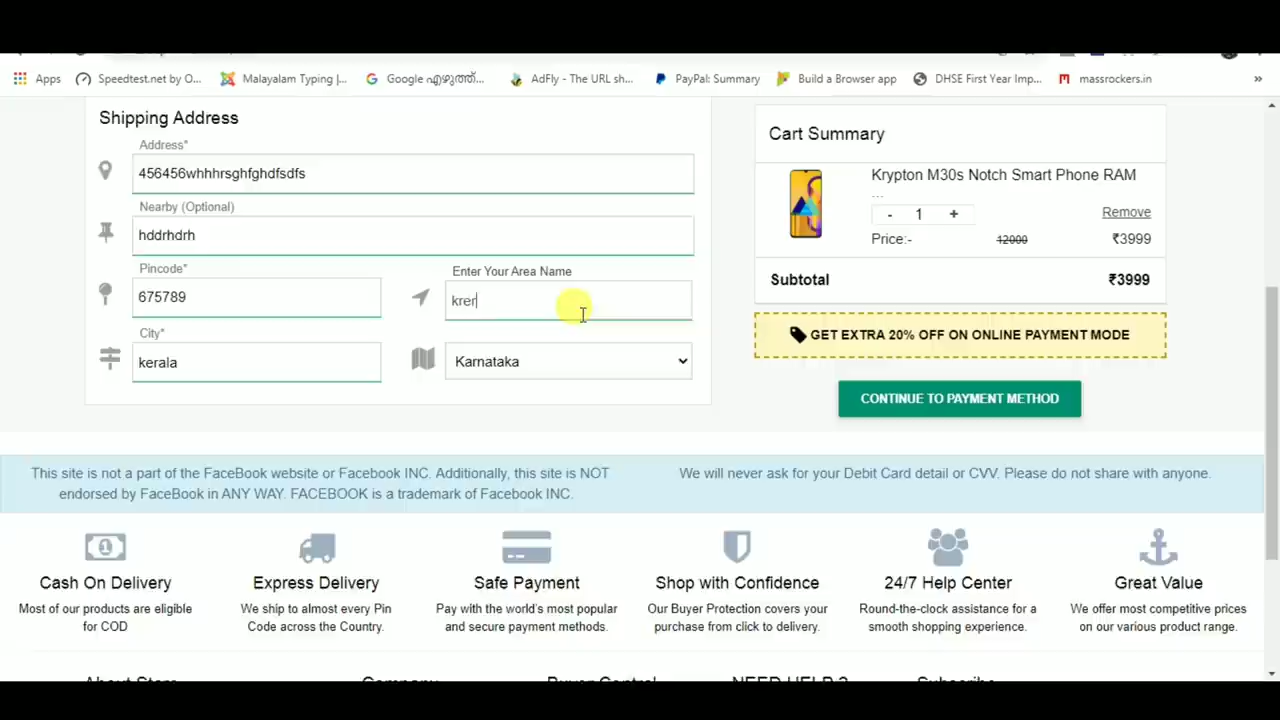 Apps
Speedtest.net by O...
Malayalam Typing |...
Google എഴുത്ത്...
AdFly - The URL sh...
PayPal: Summary
Build a Browser app
DHSE First Year Imp...
massrockers.in
»
Shipping Address
Address*
456456whhhrsghfghdfsdfs
Nearby (Optional)
hddrhdrh
Pincode*
675789
Enter Your Area Name
krer
City*
kerala
Karnataka
Cart Summary
Krypton M30s Notch Smart Phone RAM
...
- 1 +
Remove
Price:- 12000 ₹3999
Subtotal ₹3999
GET EXTRA 20% OFF ON ONLINE PAYMENT MODE
CONTINUE TO PAYMENT METHOD
This site is not a part of the FaceBook website or Facebook INC. Additionally, this site is NOT
endorsed by FaceBook in ANY WAY. FACEBOOK is a trademark of Facebook INC.
We will never ask for your Debit Card detail or CVV. Please do not share with anyone.
Cash On Delivery
Most of our products are eligible
for COD
Express Delivery
We ship to almost every Pin
Code across the Country.
Safe Payment
Pay with the world's most popular
and secure payment methods.
Shop with Confidence
Our Buyer Protection covers your
purchase from click to delivery.
24/7 Help Center
Round-the-clock assistance for a
smooth shopping experience.
Great Value
We offer most competitive prices
on our various product range.
About Store
Company
Buyer Control
NEED HELP ?
Subscribe